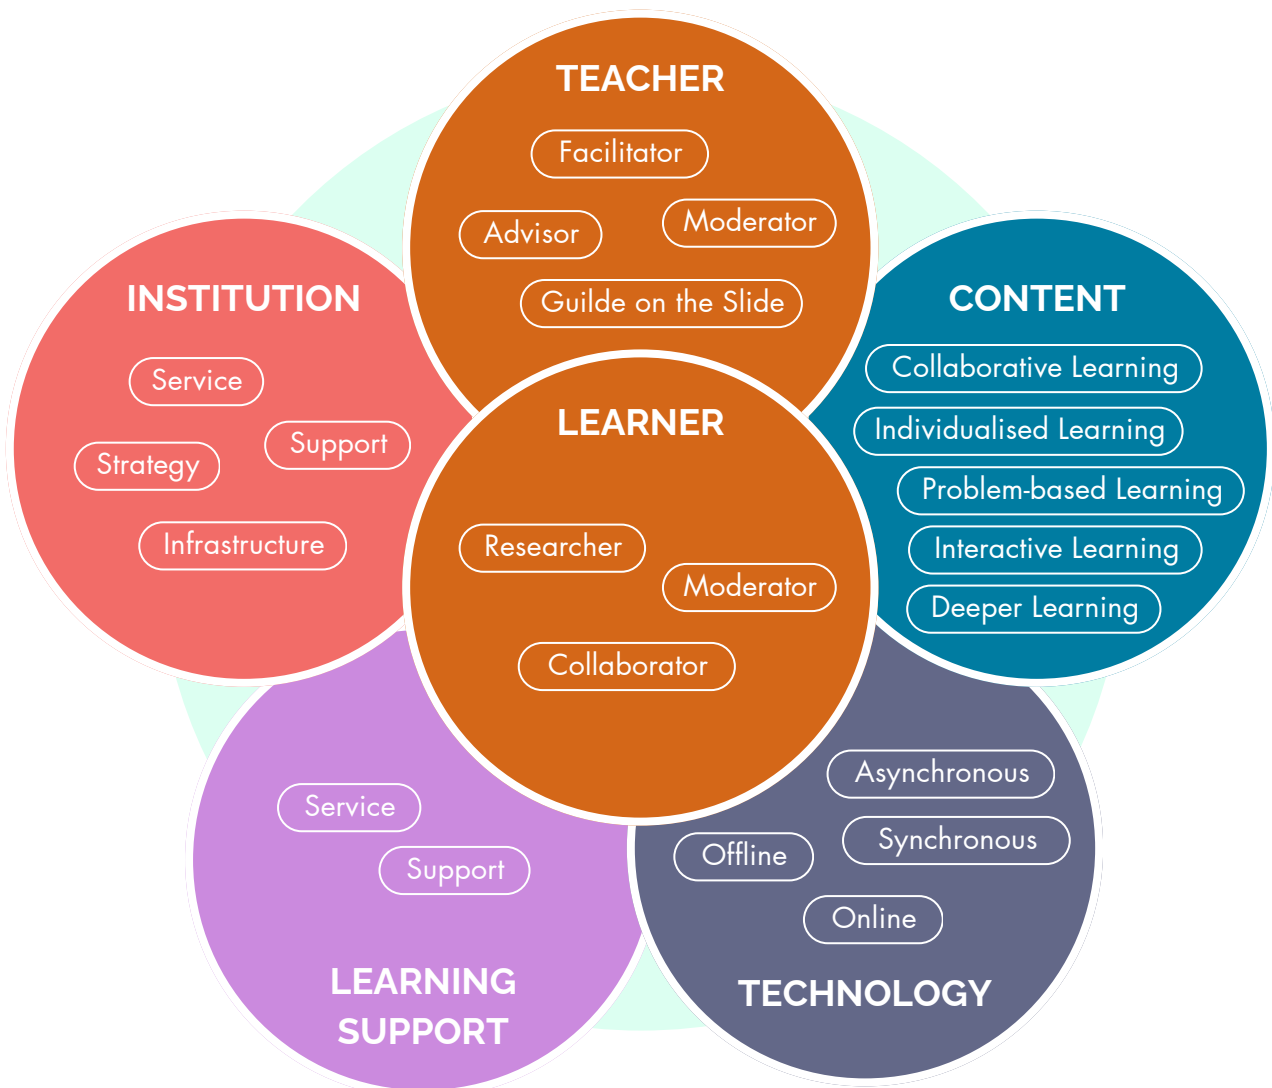 TEACHER
Facilitator
Advisor
Moderator
Guilde on the Slide
INSTITUTION
Service
Support
Strategy
Infrastructure
CONTENT
Collaborative Learning
Individualised Learning
Problem-based Learning
Interactive Learning
Deeper Learning
LEARNER
Researcher
Moderator
Collaborator
Service
Support
LEARNING
SUPPORT
Asynchronous
Synchronous
Offline
Online
TECHNOLOGY